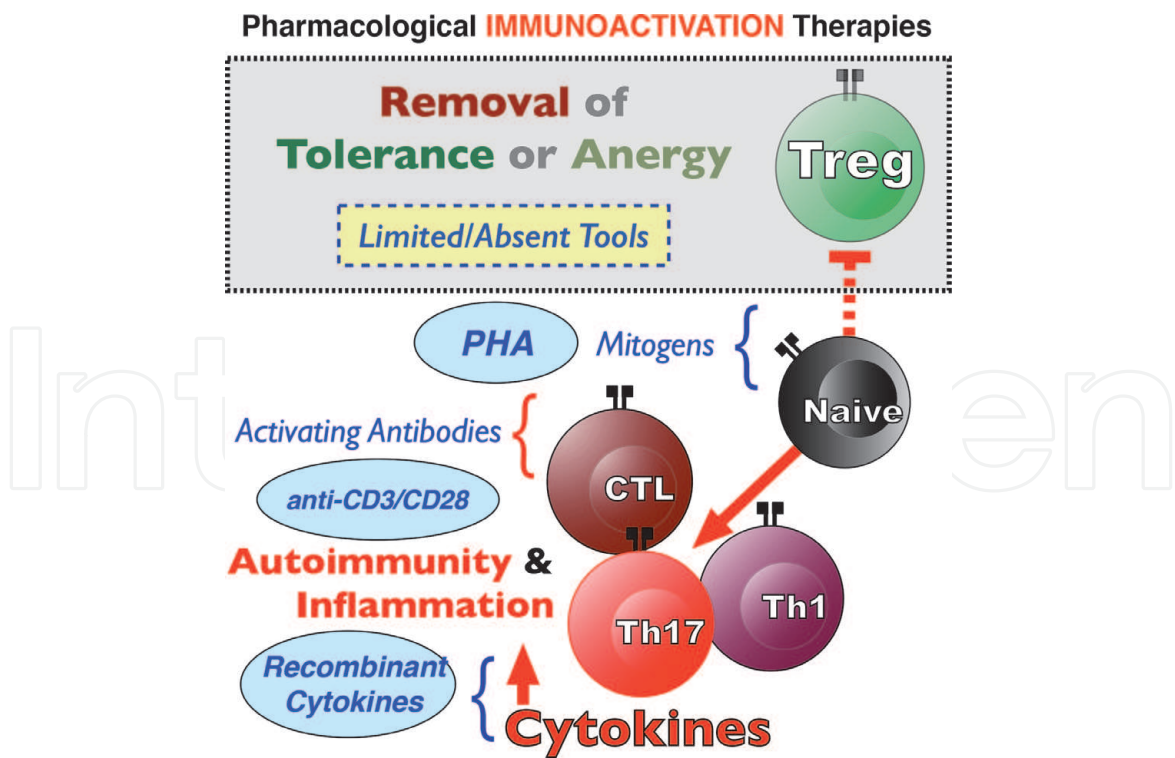 Pharmacological IMMUNOACTIVATION Therapies
Removal of
Tolerance or Anergy
Treg
Limited/Absent Tools
PHA
Mitogens
Naive
Activating Antibodies
CTL
anti-CD3/CD28
Autoimmunity &
Inflammation
Th17
Th1
Recombinant
Cytokines
Cytokines